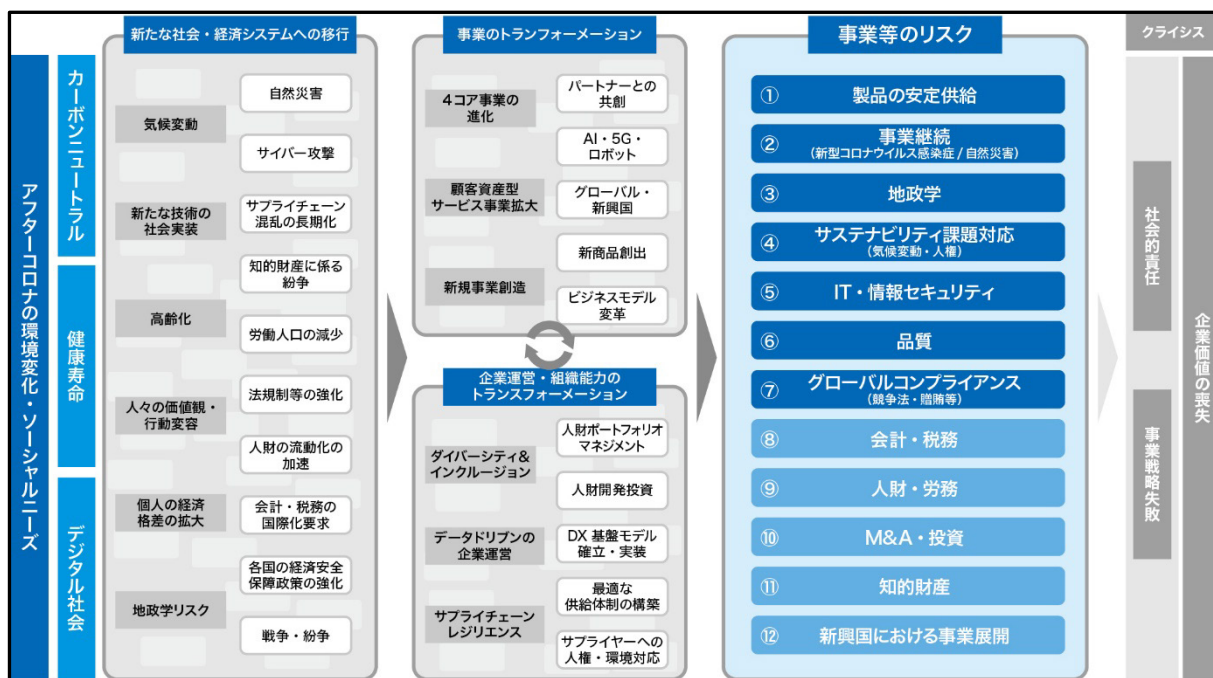 アフターコロナの環境変化・ソーシャルニーズ
カーボンニュートラル
健康寿命
デジタル社会
新たな社会・経済システムへの移行
気候変動
新たな技術の
社会実装
高齢化
人々の価値観・
行動変容
個人の経済
格差の拡大
地政学リスク
自然災害
サイバー攻撃
サプライチェーン
混乱の長期化
知的財産に係る
紛争
労働人口の減少
法規制等の強化
人財の流動化の
加速
会計・税務の
国際化要求
各国の経済安全
保障政策の強化
戦争・紛争
事業のトランフォーメーション
4コア事業の
進化
顧客資産型
サービス事業拡大
新規事業創造
パートナーとの
共創
AI・5G・
ロボット
グローバル・
新興国
新商品創出
ビジネスモデル
変革
企業運営・組織能力の
トランスフォーメーション
ダイバーシティ&
インクルージョン
データドリブンの
企業運営
サプライチェーン
レジリエンス
人財ポートフォリオ
マネジメント
人財開発投資
DX 基盤モデル
確立・実装
最適な
供給体制の構築
サプライヤーへの
人権・環境対応
事業等のリスク
① 製品の安定供給
② 事業継続
(新型コロナウイルス感染症 / 自然災害)
③ 地政学
④ サステナビリティ課題対応
(気候変動・人権)
⑤ IT・情報セキュリティ
⑥ 品質
⑦ グローバルコンプライアンス
(競争法・贈賄等)
⑧ 会計・税務
⑨ 人財・労務
⑩ M&A・投資
⑪ 知的財産
⑫ 新興国における事業展開
クライシス
社会的責任
事業戦略失敗
企業価値の喪失